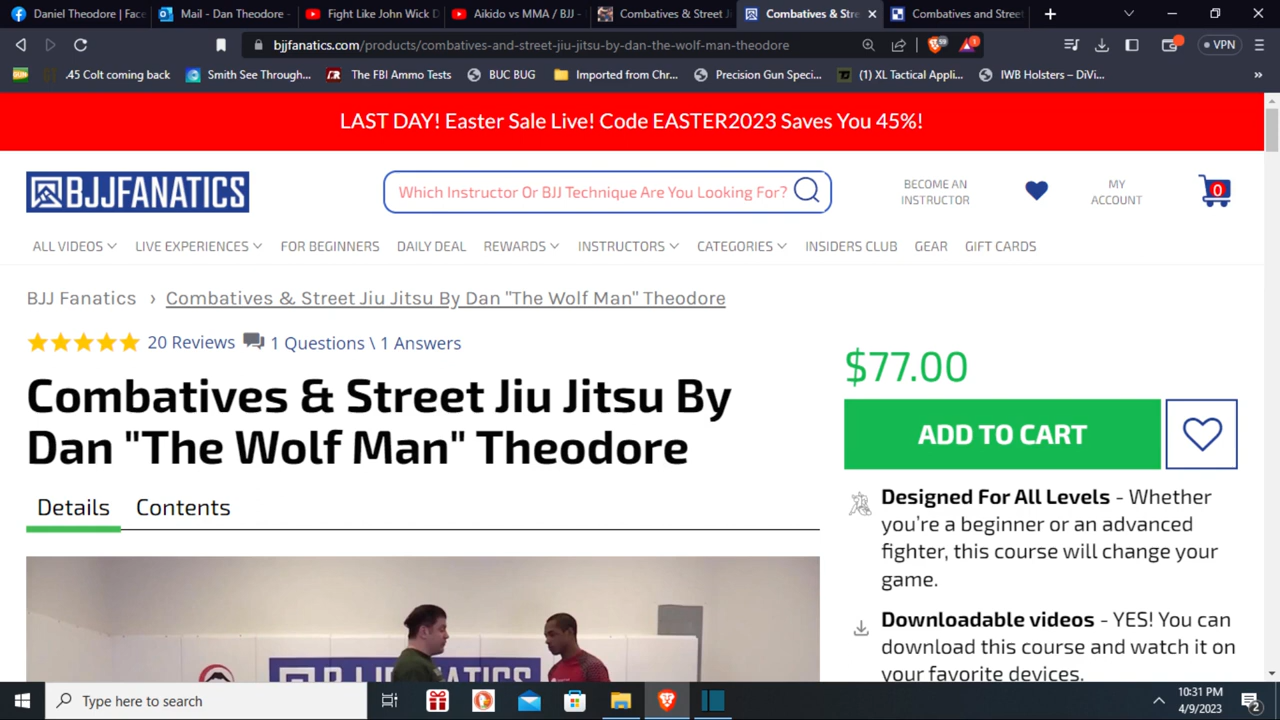 Daniel Theodore | Fac
Mail - Dan Theodore -
Fight Like John Wick D
Aikido vs MMA / BJJ -
Combatives & Street J
Combatives & Stre
Combatives and Street
bjjfanatics.com/products/combatives-and-street-jiu-jitsu-by-dan-the-wolf-man-theodore
VPN
.45 Colt coming back
Smith See Through...
The FBI Ammo Tests
BUC BUG
Imported from Chr...
Precision Gun Speci...
(1) XL Tactical Appli...
IWB Holsters – DiVi...
LAST DAY! Easter Sale Live! Code EASTER2023 Saves You 45%!
BJJFANATICS
Which Instructor Or BJJ Technique Are You Looking For?
BECOME AN
INSTRUCTOR
MY
ACCOUNT
0
ALL VIDEOS
LIVE EXPERIENCES
FOR BEGINNERS
DAILY DEAL
REWARDS
INSTRUCTORS
CATEGORIES
INSIDERS CLUB
GEAR
GIFT CARDS
BJJ Fanatics › Combatives & Street Jiu Jitsu By Dan "The Wolf Man" Theodore
20 Reviews
1 Questions \ 1 Answers
Combatives & Street Jiu Jitsu By
Dan "The Wolf Man" Theodore
Details
Contents
$77.00
ADD TO CART
Designed For All Levels - Whether
you're a beginner or an advanced
fighter, this course will change your
game.
Downloadable videos - YES! You can
download this course and watch it on
your favorite devices.
BJJFANATICS
Type here to search
10:31 PM
4/9/2023
2